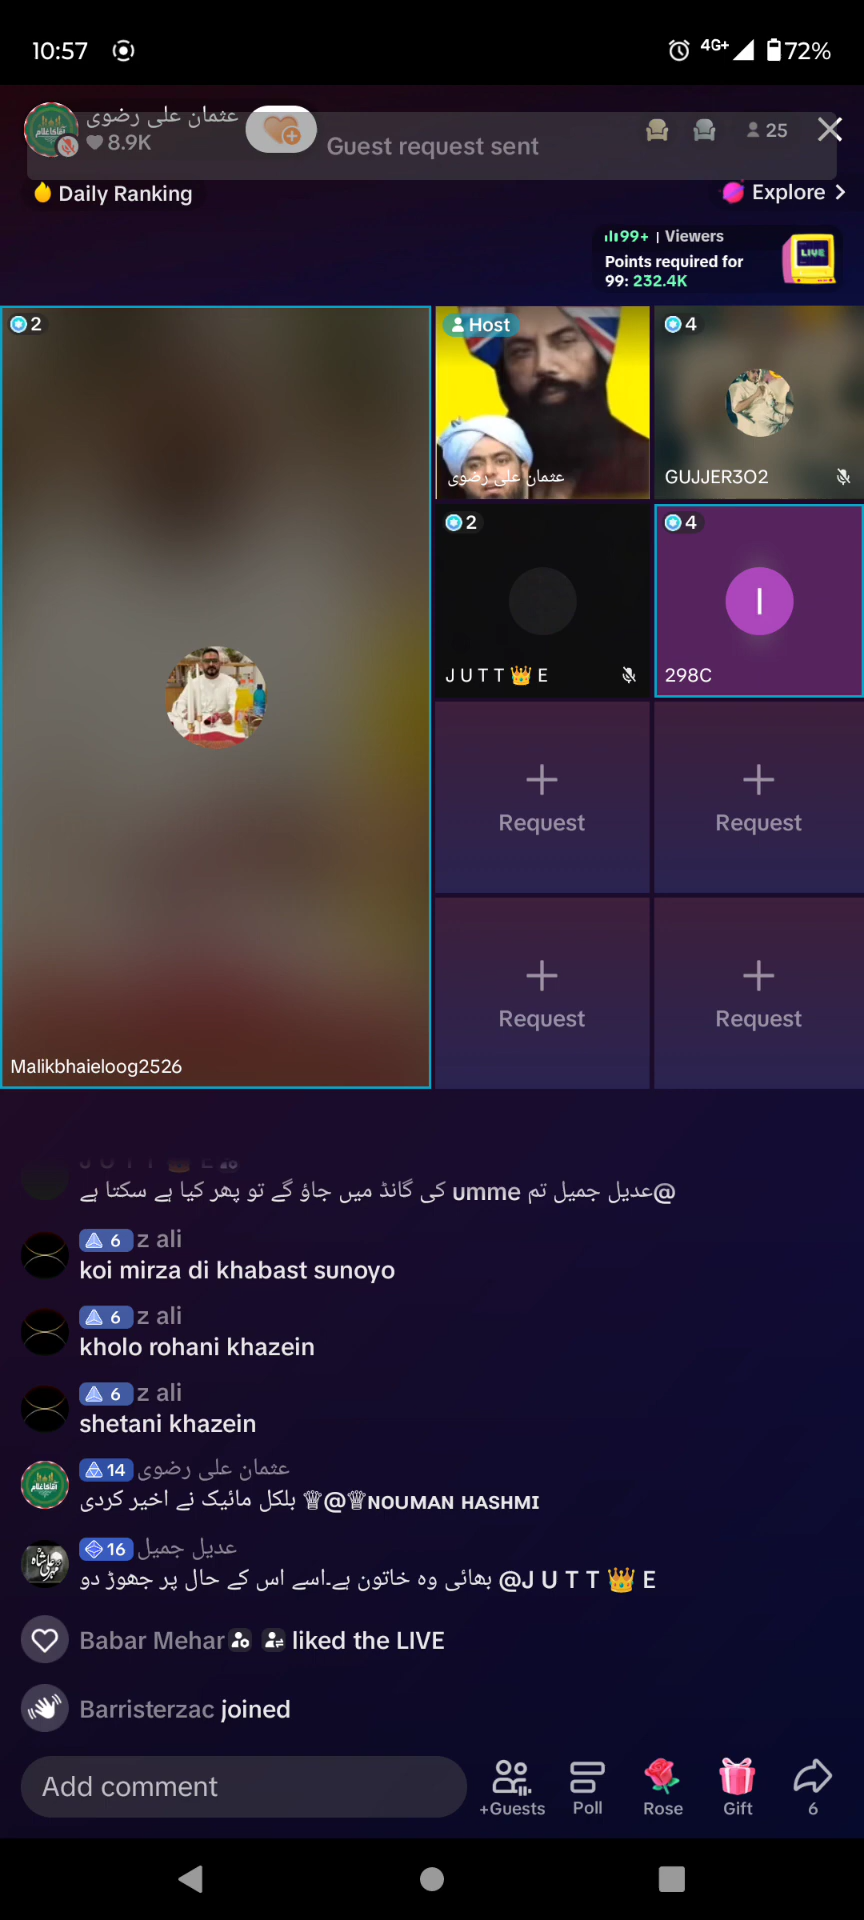 10:57
4G+
72%
عثمان علی رضوی
8.9K
Guest request sent
25
Daily Ranking
Explore
99+ | Viewers
Points required for
99: 232.4K
LIVE
2
Host
عثمان علی رضوی
4
GUJJER3O2
2
J U T T 👑 E
4
I
298C
Request
Request
Request
Request
Malikbhaieloog2526
J U T T 👑 E
@عدیل جمیل تم umme کی گانڈ میں جاؤ گے تو پھر کیا ہے سکتا ہے
6 z ali
koi mirza di khabast sunoyo
6 z ali
kholo rohani khazein
6 z ali
shetani khazein
14 عثمان علی رضوی
بلکل مائیک نے اخیر کردی ♕@♕NOUMAN HASHMI
16 عدیل جمیل
بھائی وہ خاتون ہے۔اسے اس کے حال پر جھوڑ دو @J U T T 👑 E
Babar Mehar liked the LIVE
Barristerzac joined
Add comment
+Guests
Poll
Rose
Gift
6